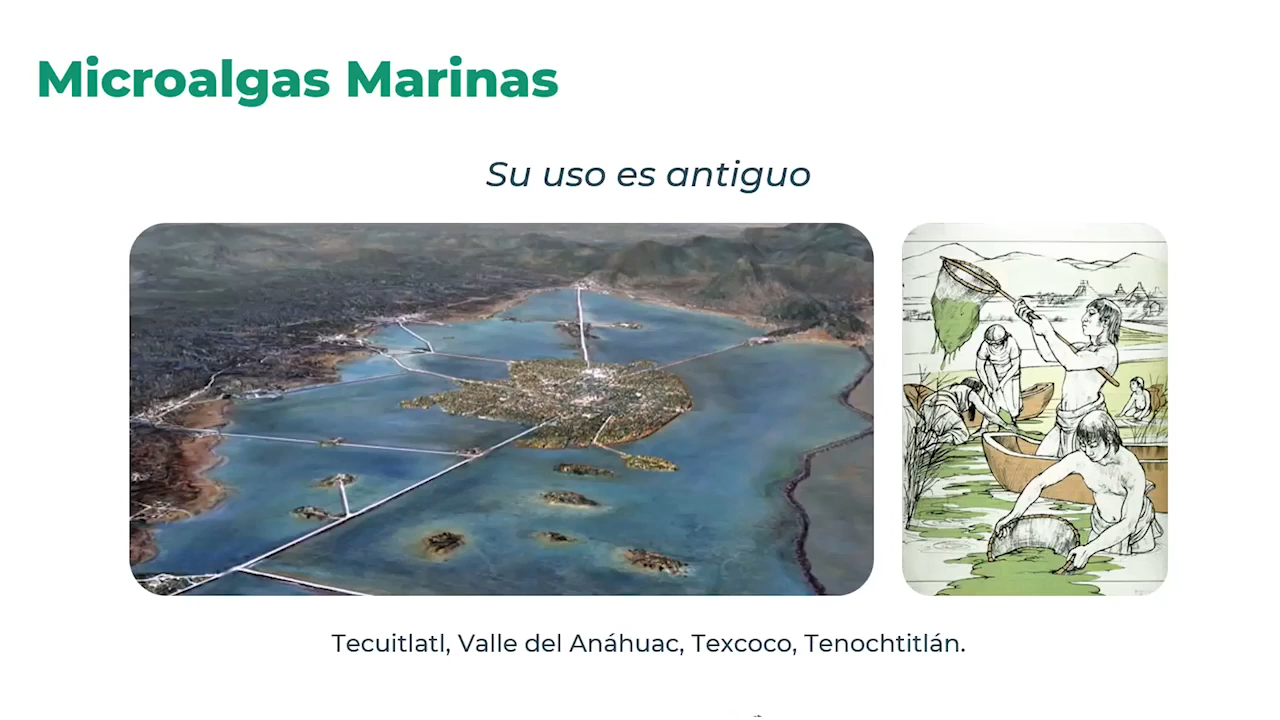 Microalgas Marinas
Su uso es antiguo
Tecuitlatl, Valle del Anáhuac, Texcoco, Tenochtitlán.